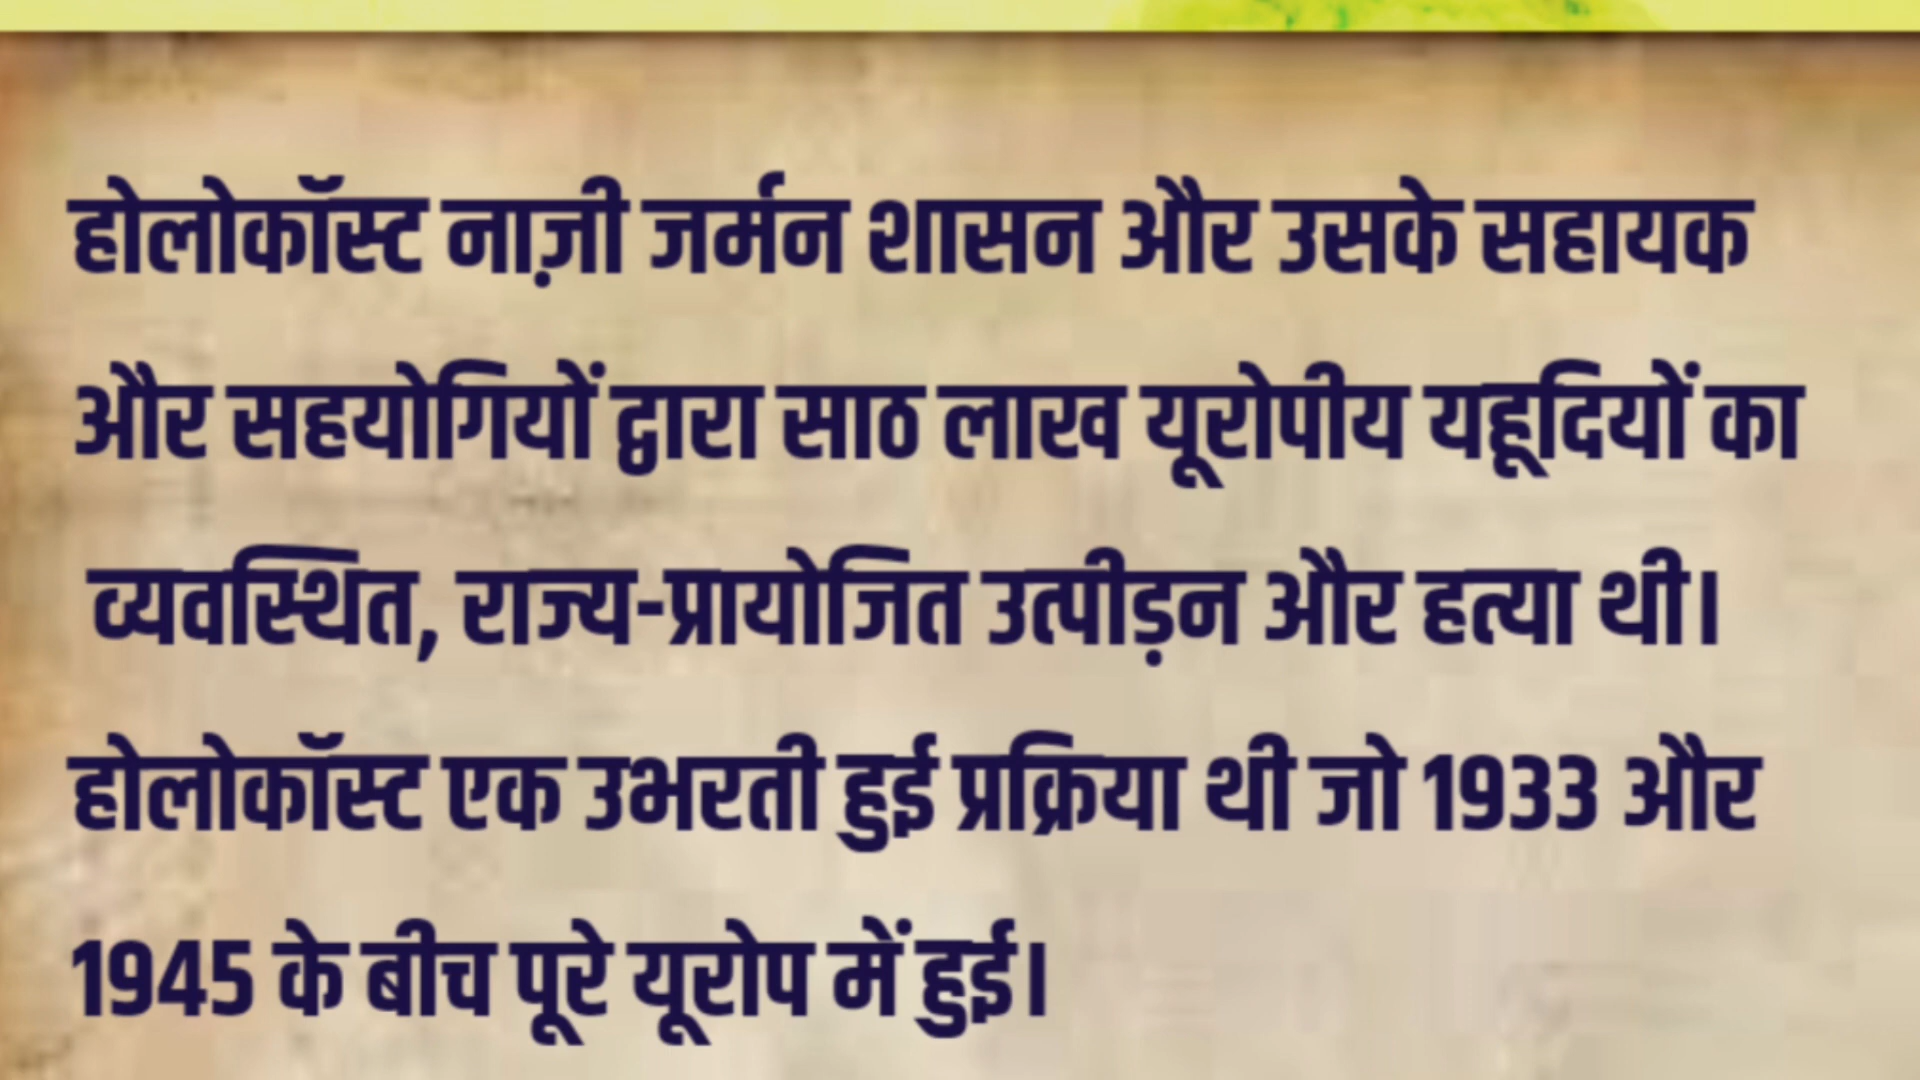 होलोकॉस्ट नाज़ी जर्मन शासन और उसके सहायक
और सहयोगियों द्वारा साठ लाख यूरोपीय यहूदियों का
व्यवस्थित, राज्य-प्रायोजित उत्पीड़न और हत्या थी।
होलोकॉस्ट एक उभरती हुई प्रक्रिया थी जो 1933 और
1945 के बीच पूरे यूरोप में हुई।